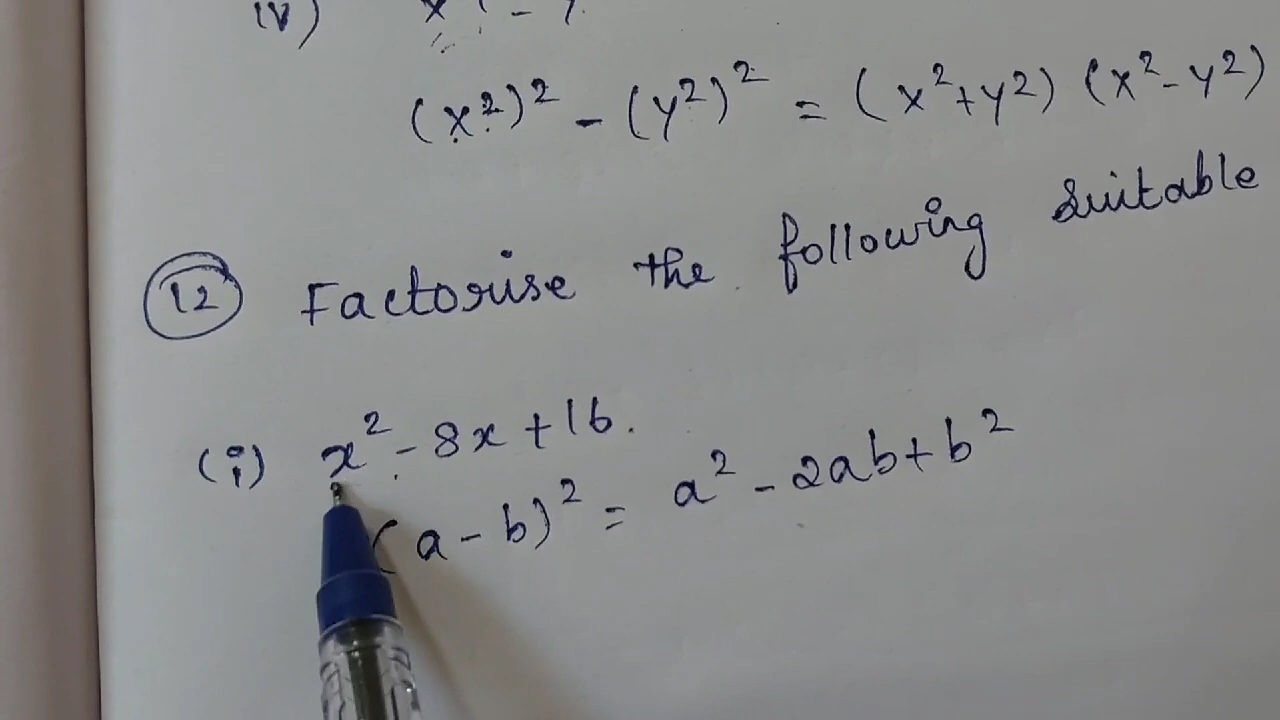 (V)
(x²)² - (y²)² = (x²+y²) (x²-y²)
12 Factorise the following suitable
(i) x² - 8x + 16.
(a - b)² = a² - 2ab + b²